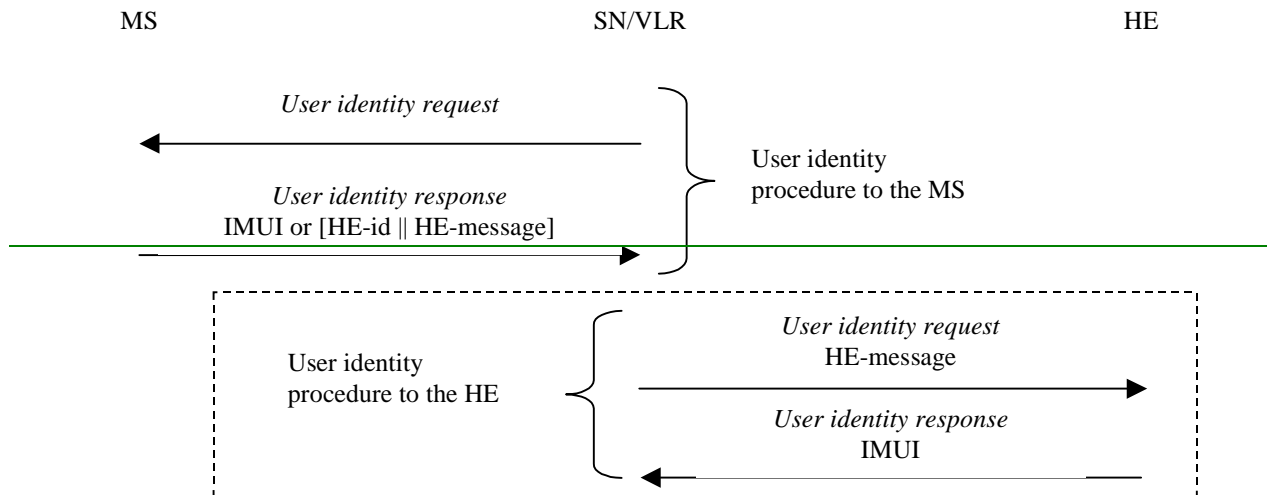 MS SN/VLR HE
User identity request
User identity
procedure to the MS
User identity response
IMUI or [HE-id || HE-message]
User identity request
HE-message
User identity
procedure to the HE
User identity response
IMUI